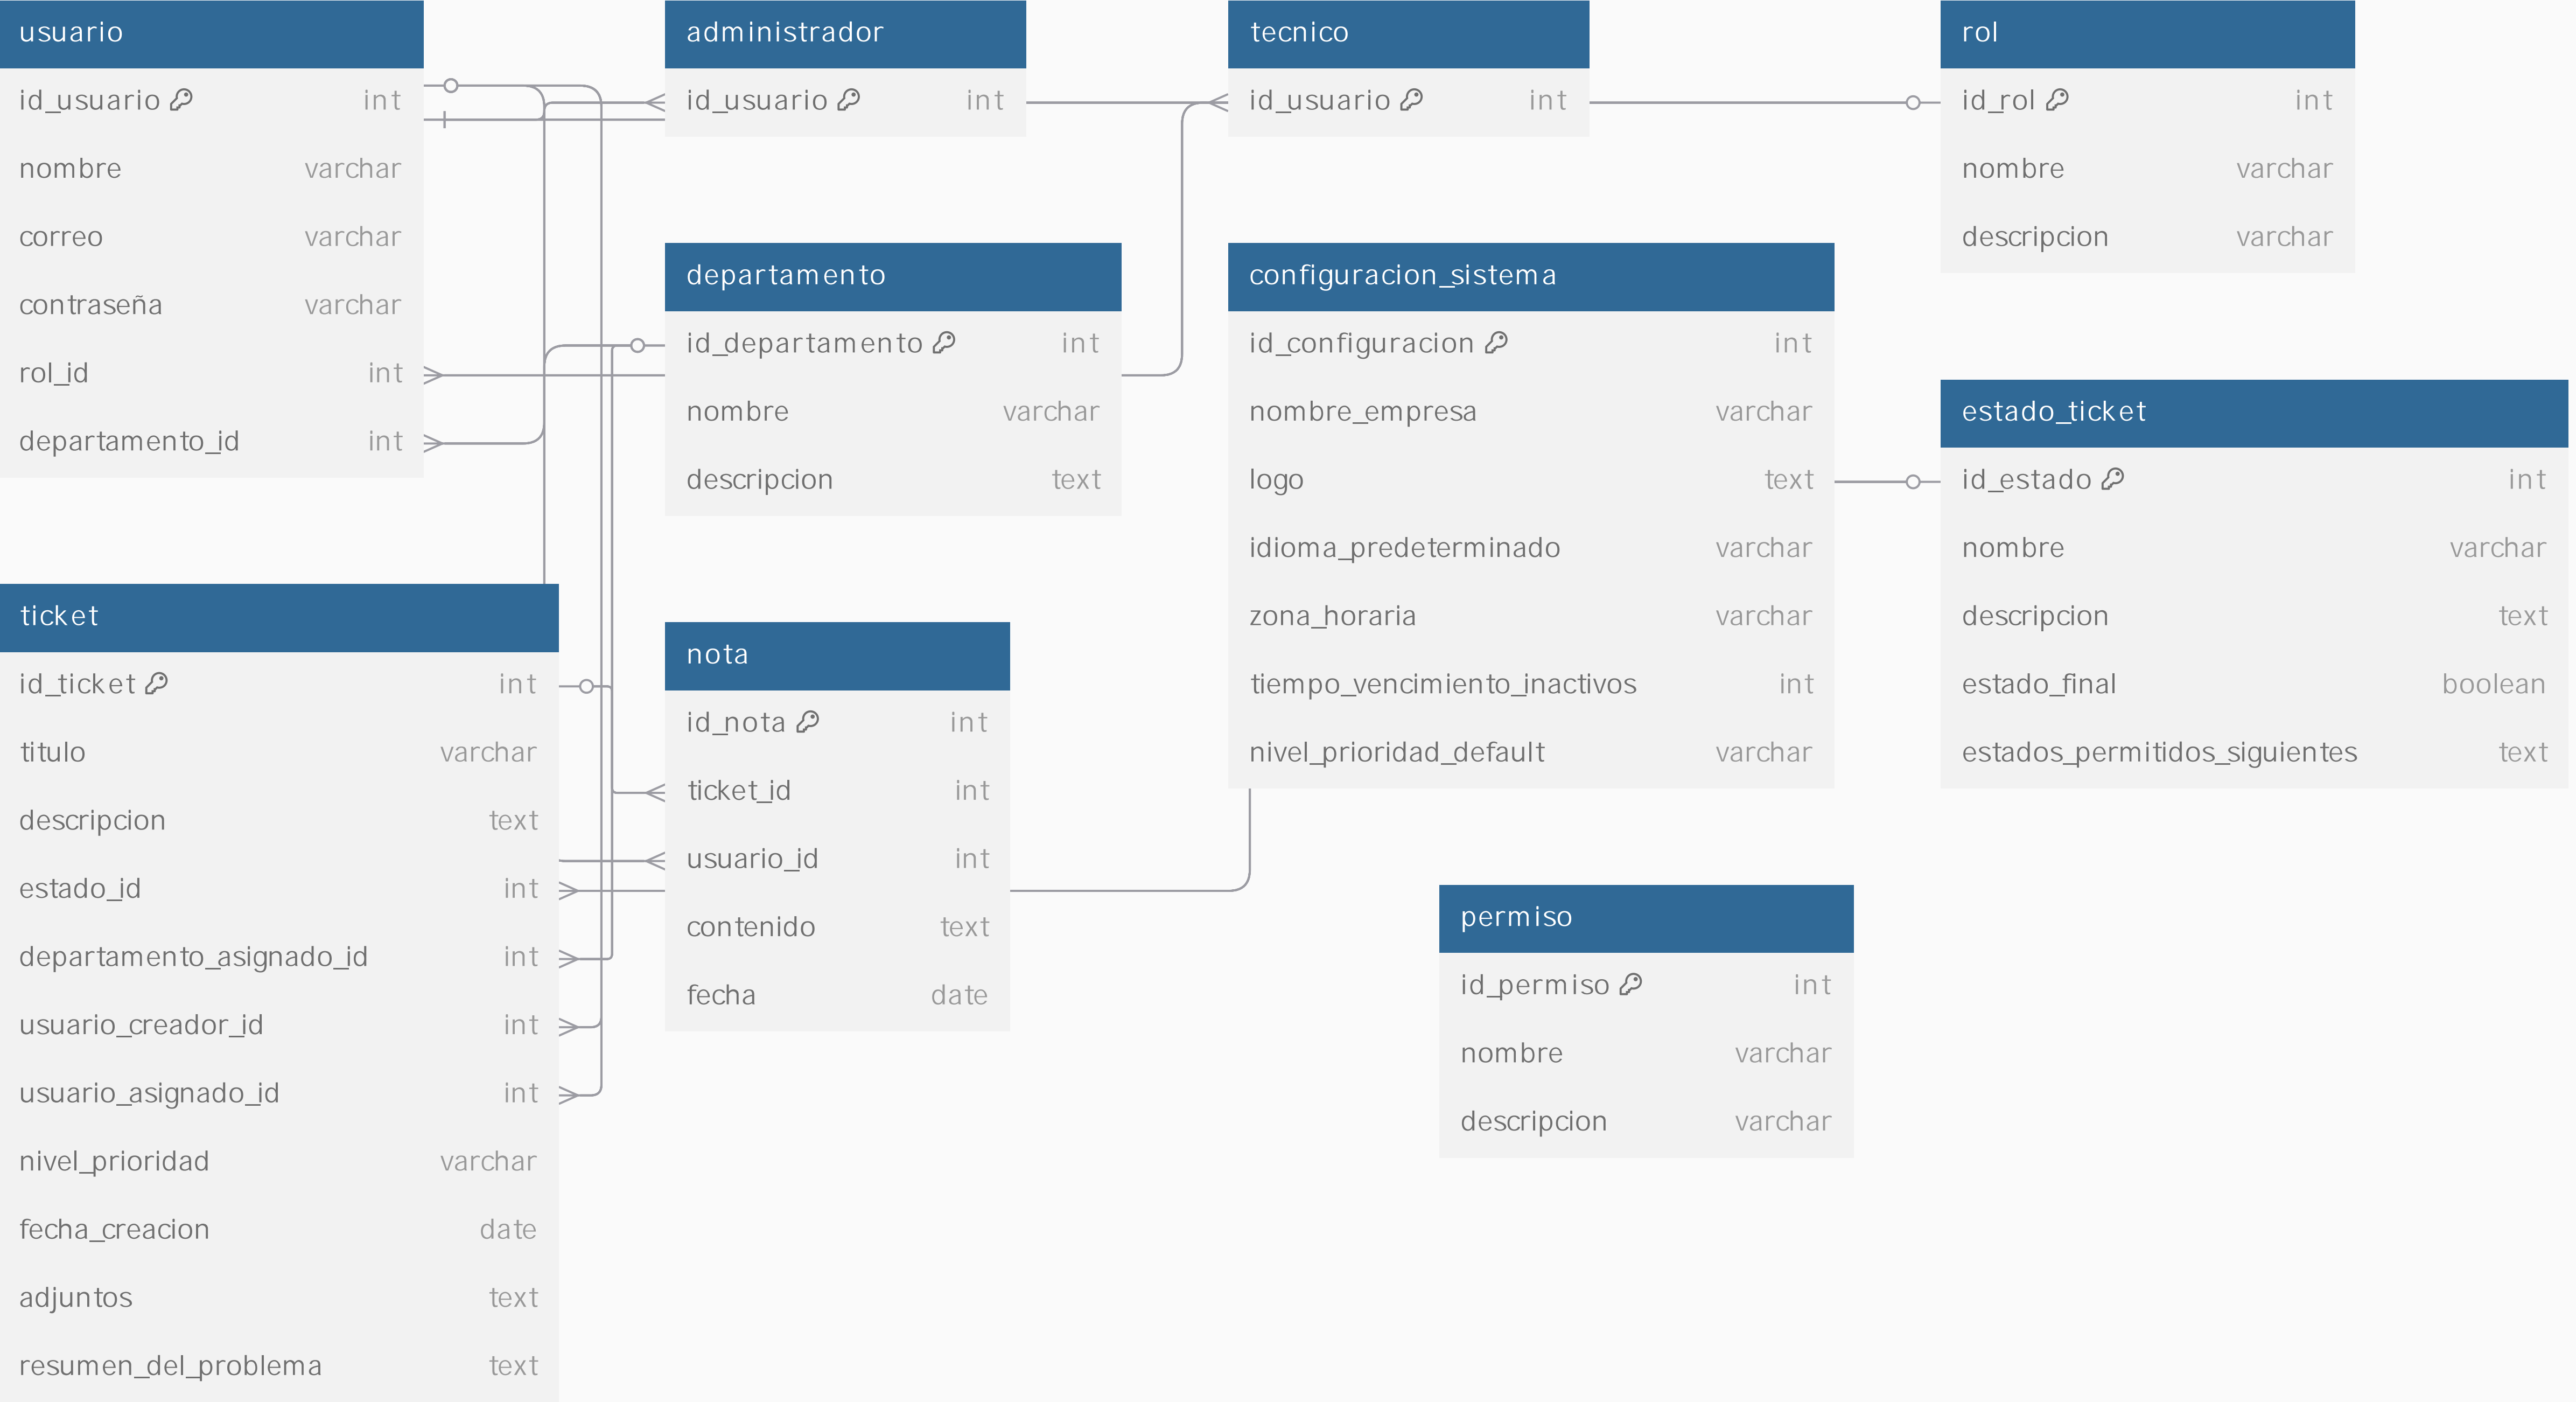 usuario
id_usuario int
nombre varchar
correo varchar
contraseña varchar
rol_id int
departamento_id int
administrador
id_usuario int
tecnico
id_usuario int
rol
id_rol int
nombre varchar
descripcion varchar
departamento
id_departamento int
nombre varchar
descripcion text
configuracion_sistema
id_configuracion int
nombre_empresa varchar
logo text
idioma_predeterminado varchar
zona_horaria varchar
tiempo_vencimiento_inactivos int
nivel_prioridad_default varchar
estado_ticket
id_estado int
nombre varchar
descripcion text
estado_final boolean
estados_permitidos_siguientes text
ticket
id_ticket int
titulo varchar
descripcion text
estado_id int
departamento_asignado_id int
usuario_creador_id int
usuario_asignado_id int
nivel_prioridad varchar
fecha_creacion date
adjuntos text
resumen_del_problema text
nota
id_nota int
ticket_id int
usuario_id int
contenido text
fecha date
permiso
id_permiso int
nombre varchar
descripcion varchar